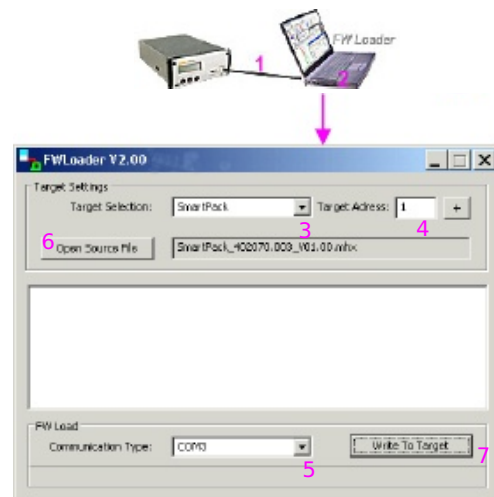 FW Loader
1
2
FWLoader V2.00
Target Settings
Target Selection: SmartPack Target Adress: 1 +
3 4
6 Open Source File SmartPack_402070.003_V01.00.mhx
FW Load
Communication Type: COM3 Write To Target 7
5